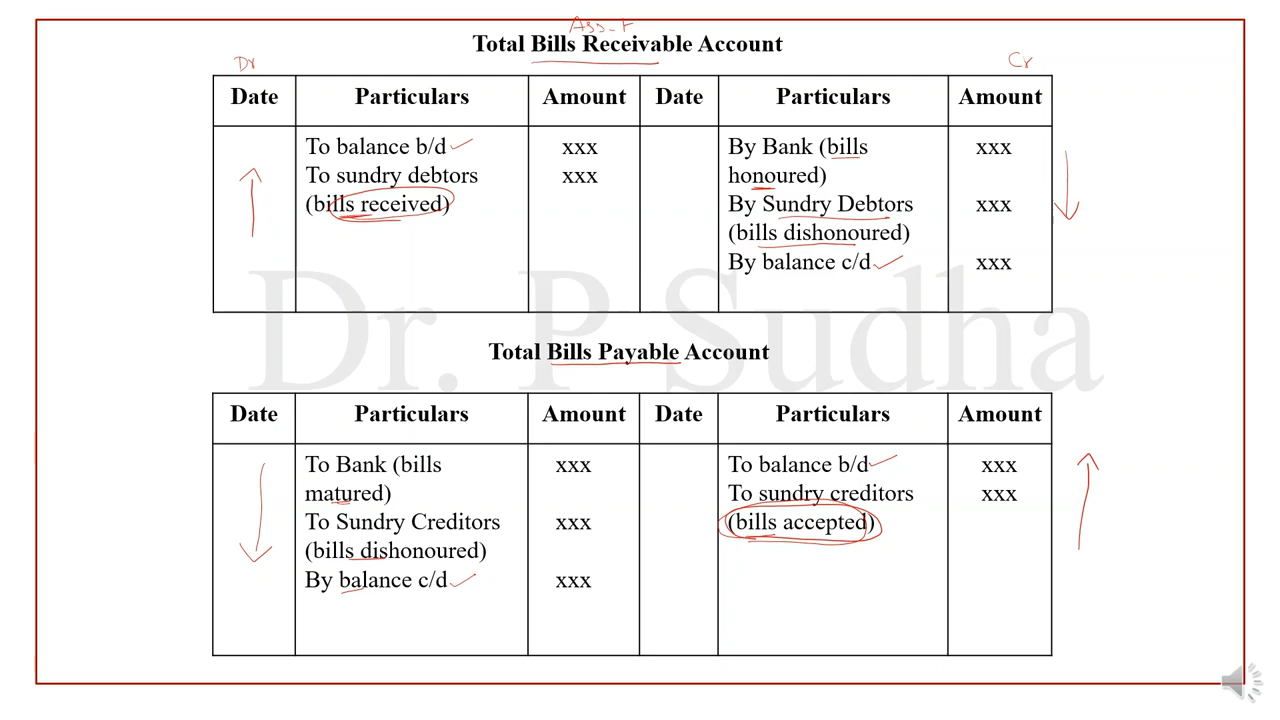 Ass-t
Total Bills Receivable Account
Dr
Cr
Date Particulars Amount Date Particulars Amount
To balance b/d xxx By Bank (bills xxx
To sundry debtors xxx honoured)
(bills received) By Sundry Debtors xxx
(bills dishonoured)
By balance c/d xxx
Total Bills Payable Account
Date Particulars Amount Date Particulars Amount
To Bank (bills xxx To balance b/d xxx
matured) To sundry creditors xxx
To Sundry Creditors xxx (bills accepted)
(bills dishonoured)
By balance c/d xxx
Dr. P Sudha